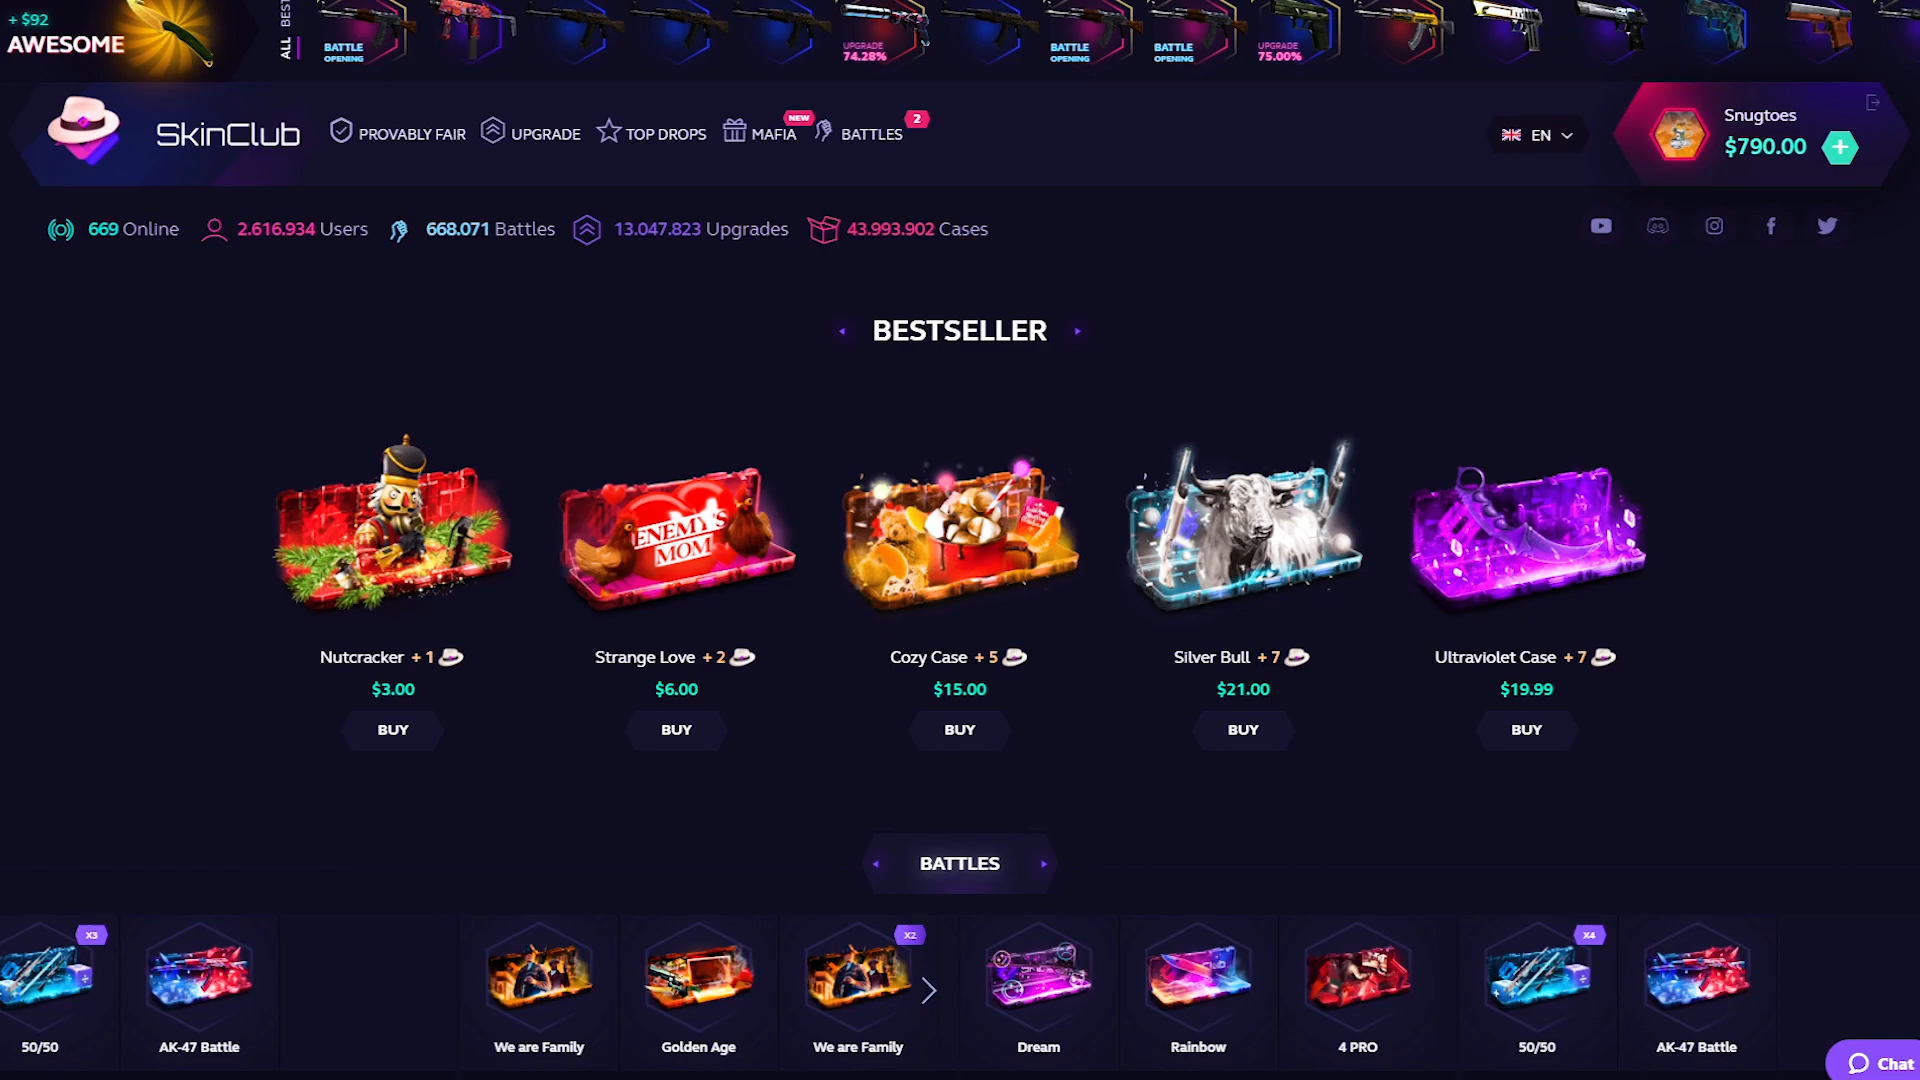 + $92
AWESOME
ALL
BEST
BATTLE
OPENING
UPGRADE
74.28%
BATTLE
OPENING
BATTLE
OPENING
UPGRADE
75.00%
SkinClub
PROVABLY FAIR
UPGRADE
TOP DROPS
MAFIA
NEW
BATTLES
2
EN
Snugtoes
$790.00
669 Online
2.616.934 Users
668.071 Battles
13.047.823 Upgrades
43.993.902 Cases
BESTSELLER
ENEMY'S
MOM
Nutcracker + 1
$3.00
BUY
Strange Love + 2
$6.00
BUY
Cozy Case + 5
$15.00
BUY
Silver Bull + 7
$21.00
BUY
Ultraviolet Case + 7
$19.99
BUY
BATTLES
X3
50/50
AK-47 Battle
We are Family
Golden Age
X2
We are Family
Dream
Rainbow
4 PRO
X4
50/50
AK-47 Battle
Chat